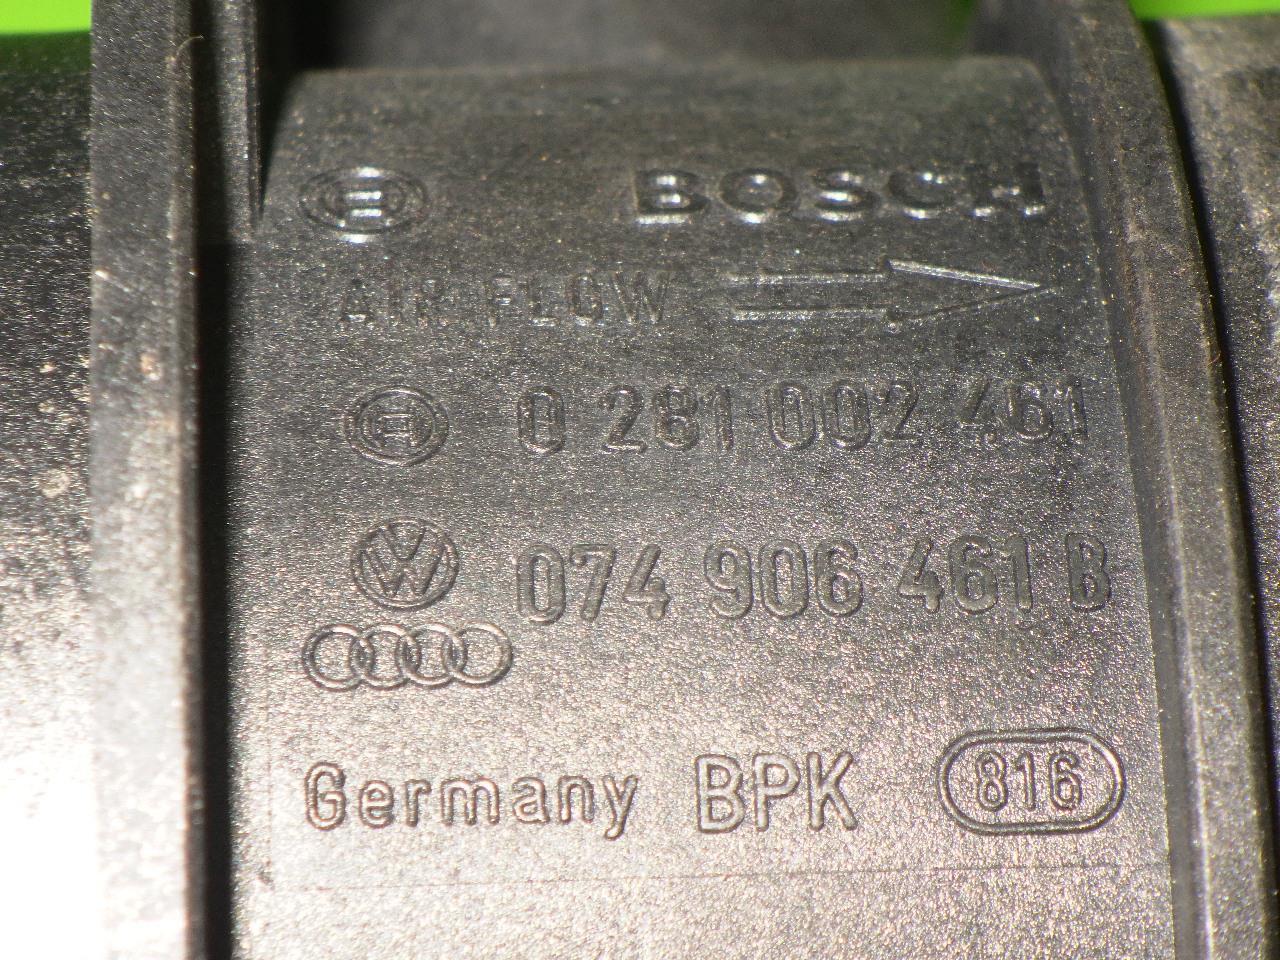 BOSCH
AIR FLOW
0 281 002 461
074 906 461 B
Germany BPK 816